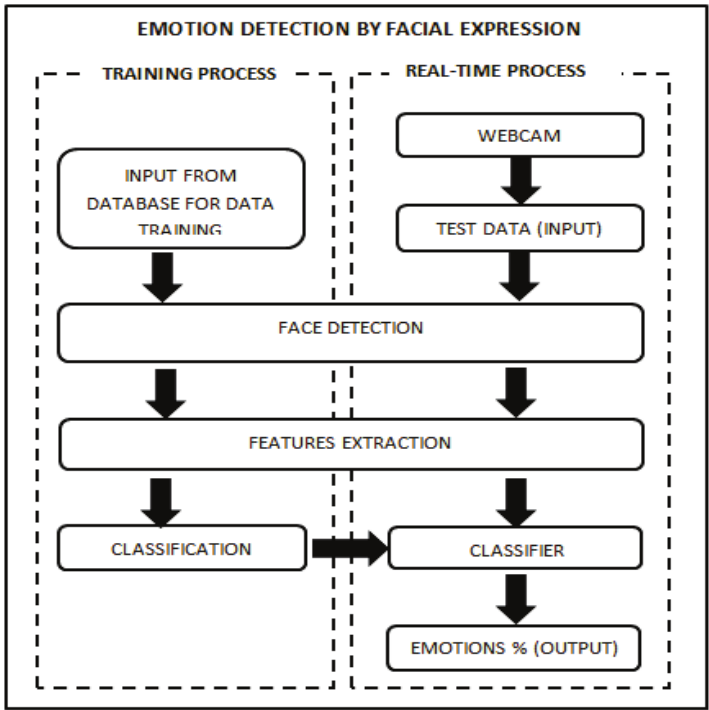 EMOTION DETECTION BY FACIAL EXPRESSION
TRAINING PROCESS
REAL-TIME PROCESS
INPUT FROM
DATABASE FOR DATA
TRAINING
WEBCAM
TEST DATA (INPUT)
FACE DETECTION
FEATURES EXTRACTION
CLASSIFICATION
CLASSIFIER
EMOTIONS % (OUTPUT)